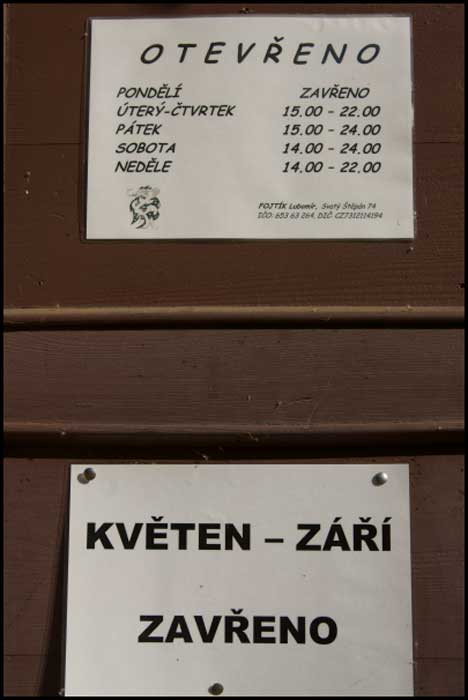 OTEVŘENO
PONDĚLÍ ZAVŘENO
ÚTERÝ-ČTVRTEK 15.00 - 22.00
PÁTEK 15.00 - 24.00
SOBOTA 14.00 - 24.00
NEDĚLE 14.00 - 22.00
FOJTÍK Lubomír, Svatý Štěpán 74
IČO: 653 63 264, DIČ: CZ7312114194
KVĚTEN – ZÁŘÍ
ZAVŘENO